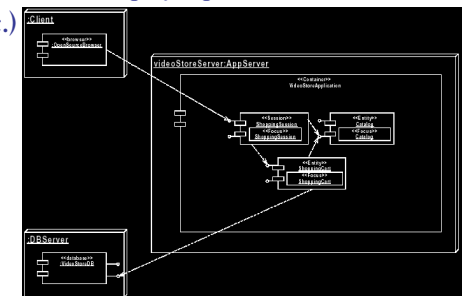 .)
:Client
<<browser>>
:OpenSourceBrowser
videoStoreServer:AppServer
<<Container>>
VideoStoreApplication
<<Session>>
ShoppingSession
<<Focus>>
ShoppingSession
<<Entity>>
Catalog
<<Focus>>
Catalog
<<Entity>>
ShoppingCart
<<Focus>>
ShoppingCart
:DBServer
<<database>>
:VideoStoreDB